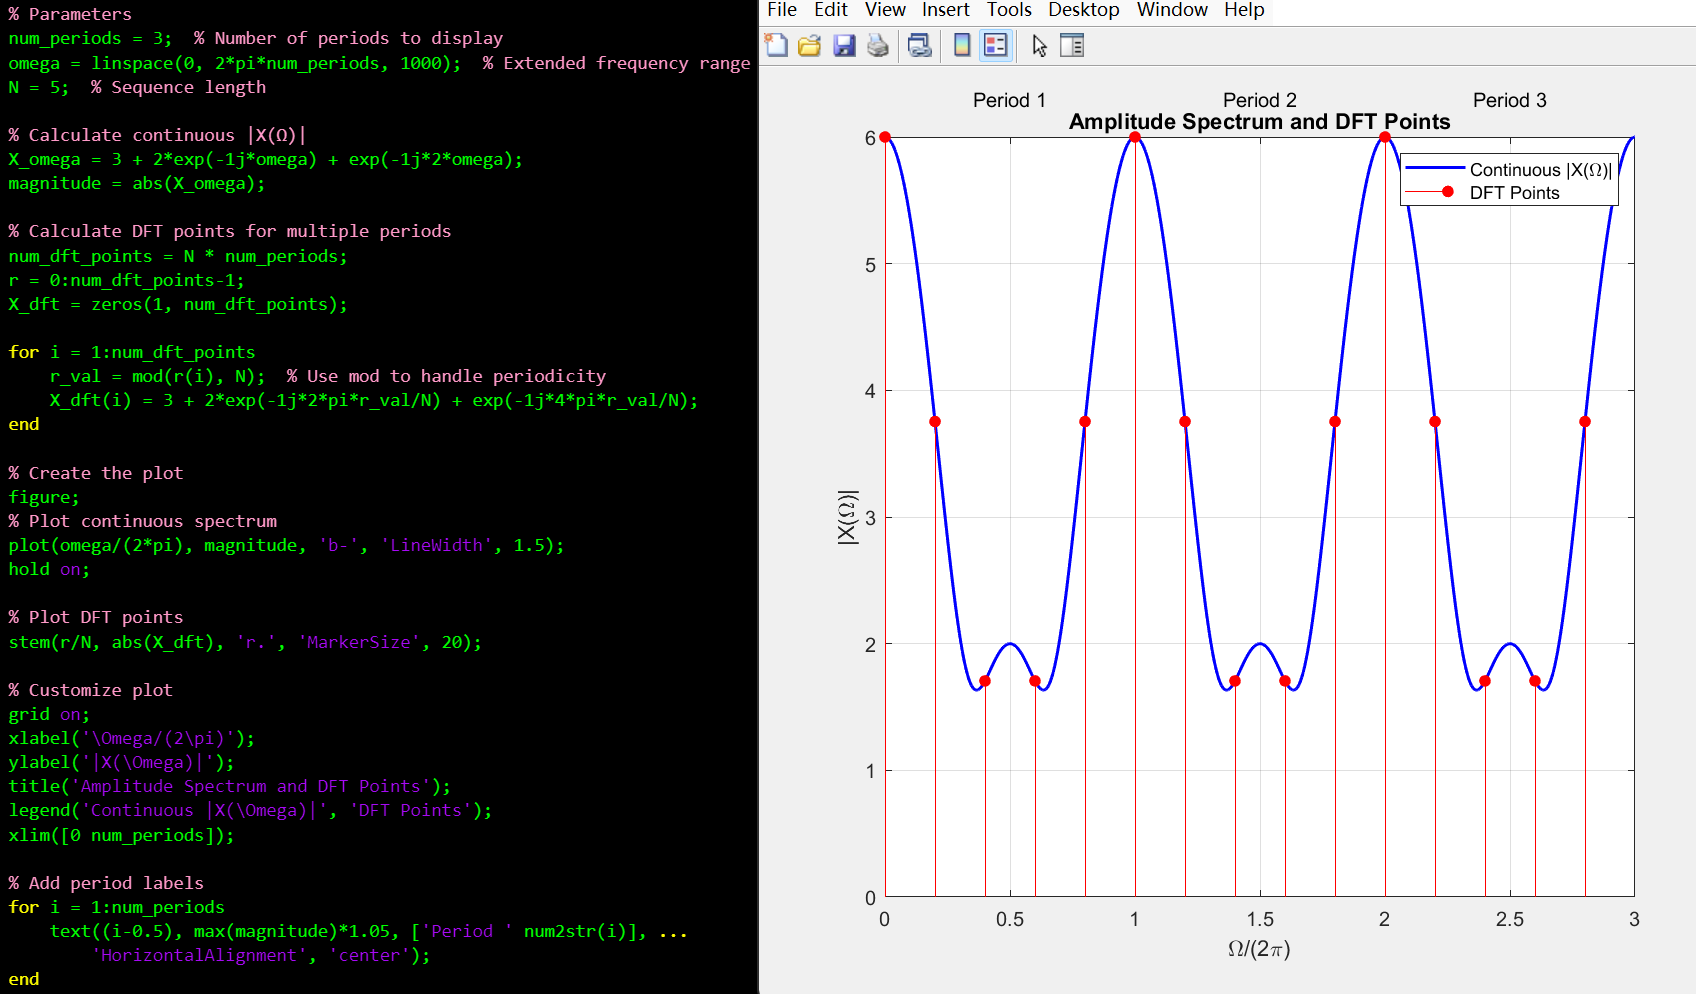 % Parameters
num_periods = 3;  % Number of periods to display
omega = linspace(0, 2*pi*num_periods, 1000);  % Extended frequency range
N = 5;  % Sequence length

% Calculate continuous |X(Ω)|
X_omega = 3 + 2*exp(-1j*omega) + exp(-1j*2*omega);
magnitude = abs(X_omega);

% Calculate DFT points for multiple periods
num_dft_points = N * num_periods;
r = 0:num_dft_points-1;
X_dft = zeros(1, num_dft_points);

for i = 1:num_dft_points
    r_val = mod(r(i), N);  % Use mod to handle periodicity
    X_dft(i) = 3 + 2*exp(-1j*2*pi*r_val/N) + exp(-1j*4*pi*r_val/N);
end

% Create the plot
figure;
% Plot continuous spectrum
plot(omega/(2*pi), magnitude, 'b-', 'LineWidth', 1.5);
hold on;

% Plot DFT points
stem(r/N, abs(X_dft), 'r.', 'MarkerSize', 20);

% Customize plot
grid on;
xlabel('\Omega/(2\pi)');
ylabel('|X(\Omega)|');
title('Amplitude Spectrum and DFT Points');
legend('Continuous |X(\Omega)|', 'DFT Points');
xlim([0 num_periods]);

% Add period labels
for i = 1:num_periods
    text((i-0.5), max(magnitude)*1.05, ['Period ' num2str(i)], ...
        'HorizontalAlignment', 'center');
end
File Edit View Insert Tools Desktop Window Help
Period 1 Period 2 Period 3
Amplitude Spectrum and DFT Points
Continuous |X(Ω)|
DFT Points
6
5
4
3
2
1
0
|X(Ω)|
0 0.5 1 1.5 2 2.5 3
Ω/(2π)